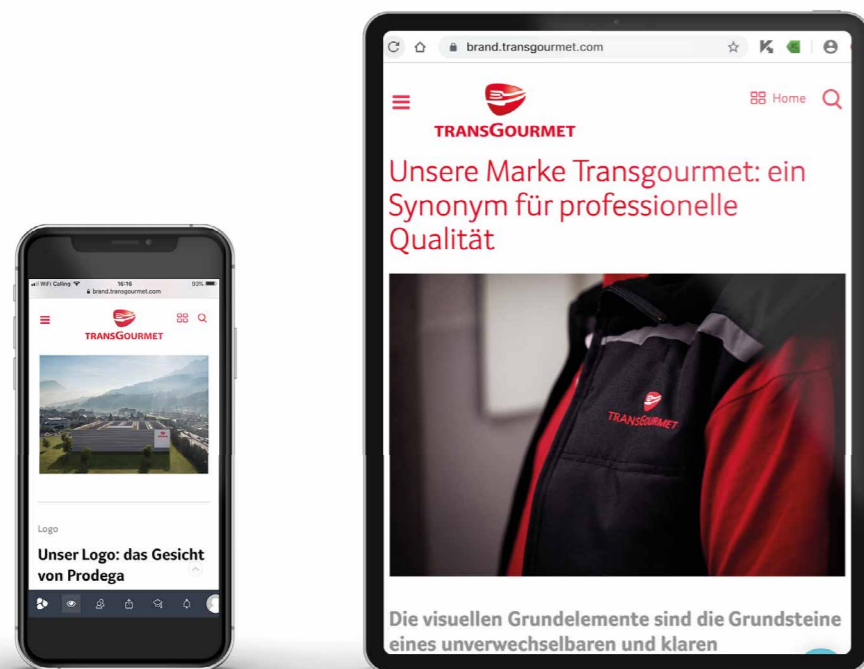 WiFi Calling
16:16
93%
brand.transgourmet.com
TRANSGOURMET
Logo
Unser Logo: das Gesicht
von Prodega
brand.transgourmet.com
TRANSGOURMET
Home
Unsere Marke Transgourmet: ein
Synonym für professionelle
Qualität
TRANSGOURMET
Die visuellen Grundelemente sind die Grundsteine
eines unverwechselbaren und klaren